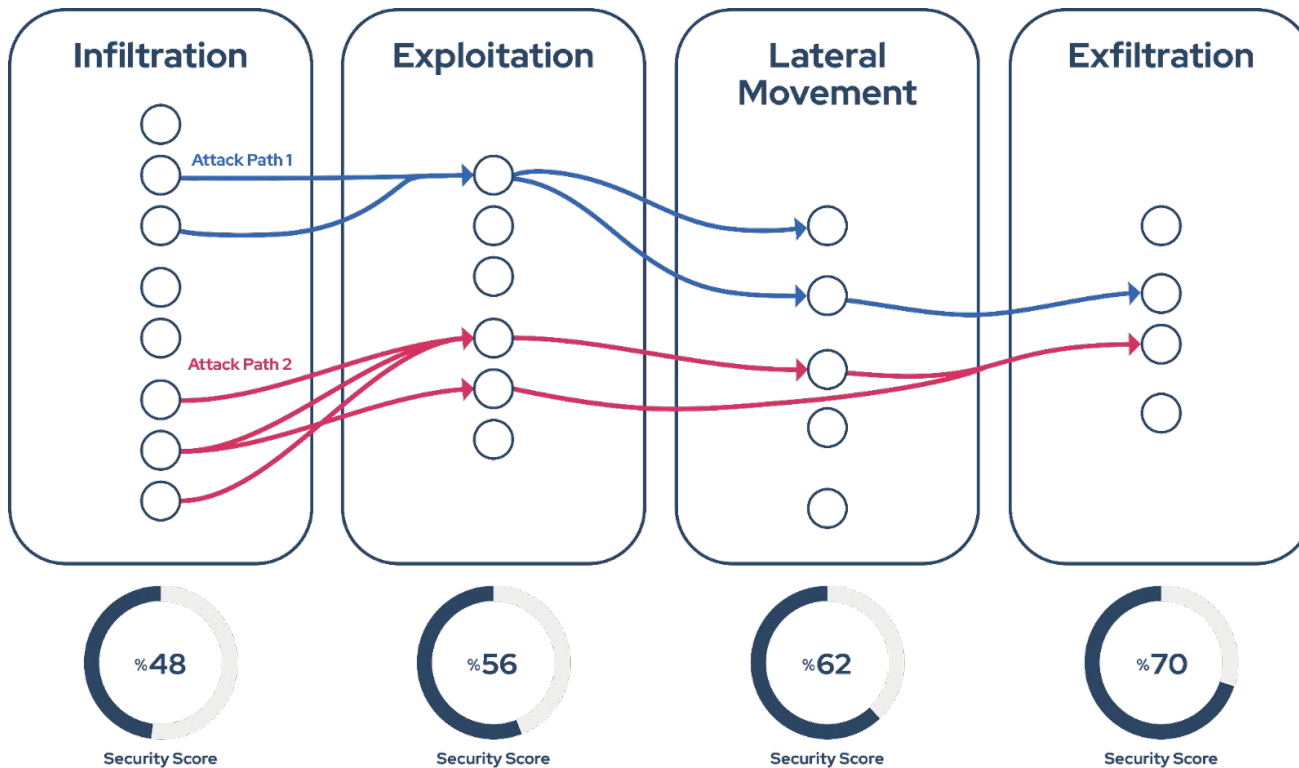 Infiltration
Exploitation
Lateral
Movement
Exfiltration
Attack Path 1
Attack Path 2
%48
%56
%62
%70
Security Score
Security Score
Security Score
Security Score